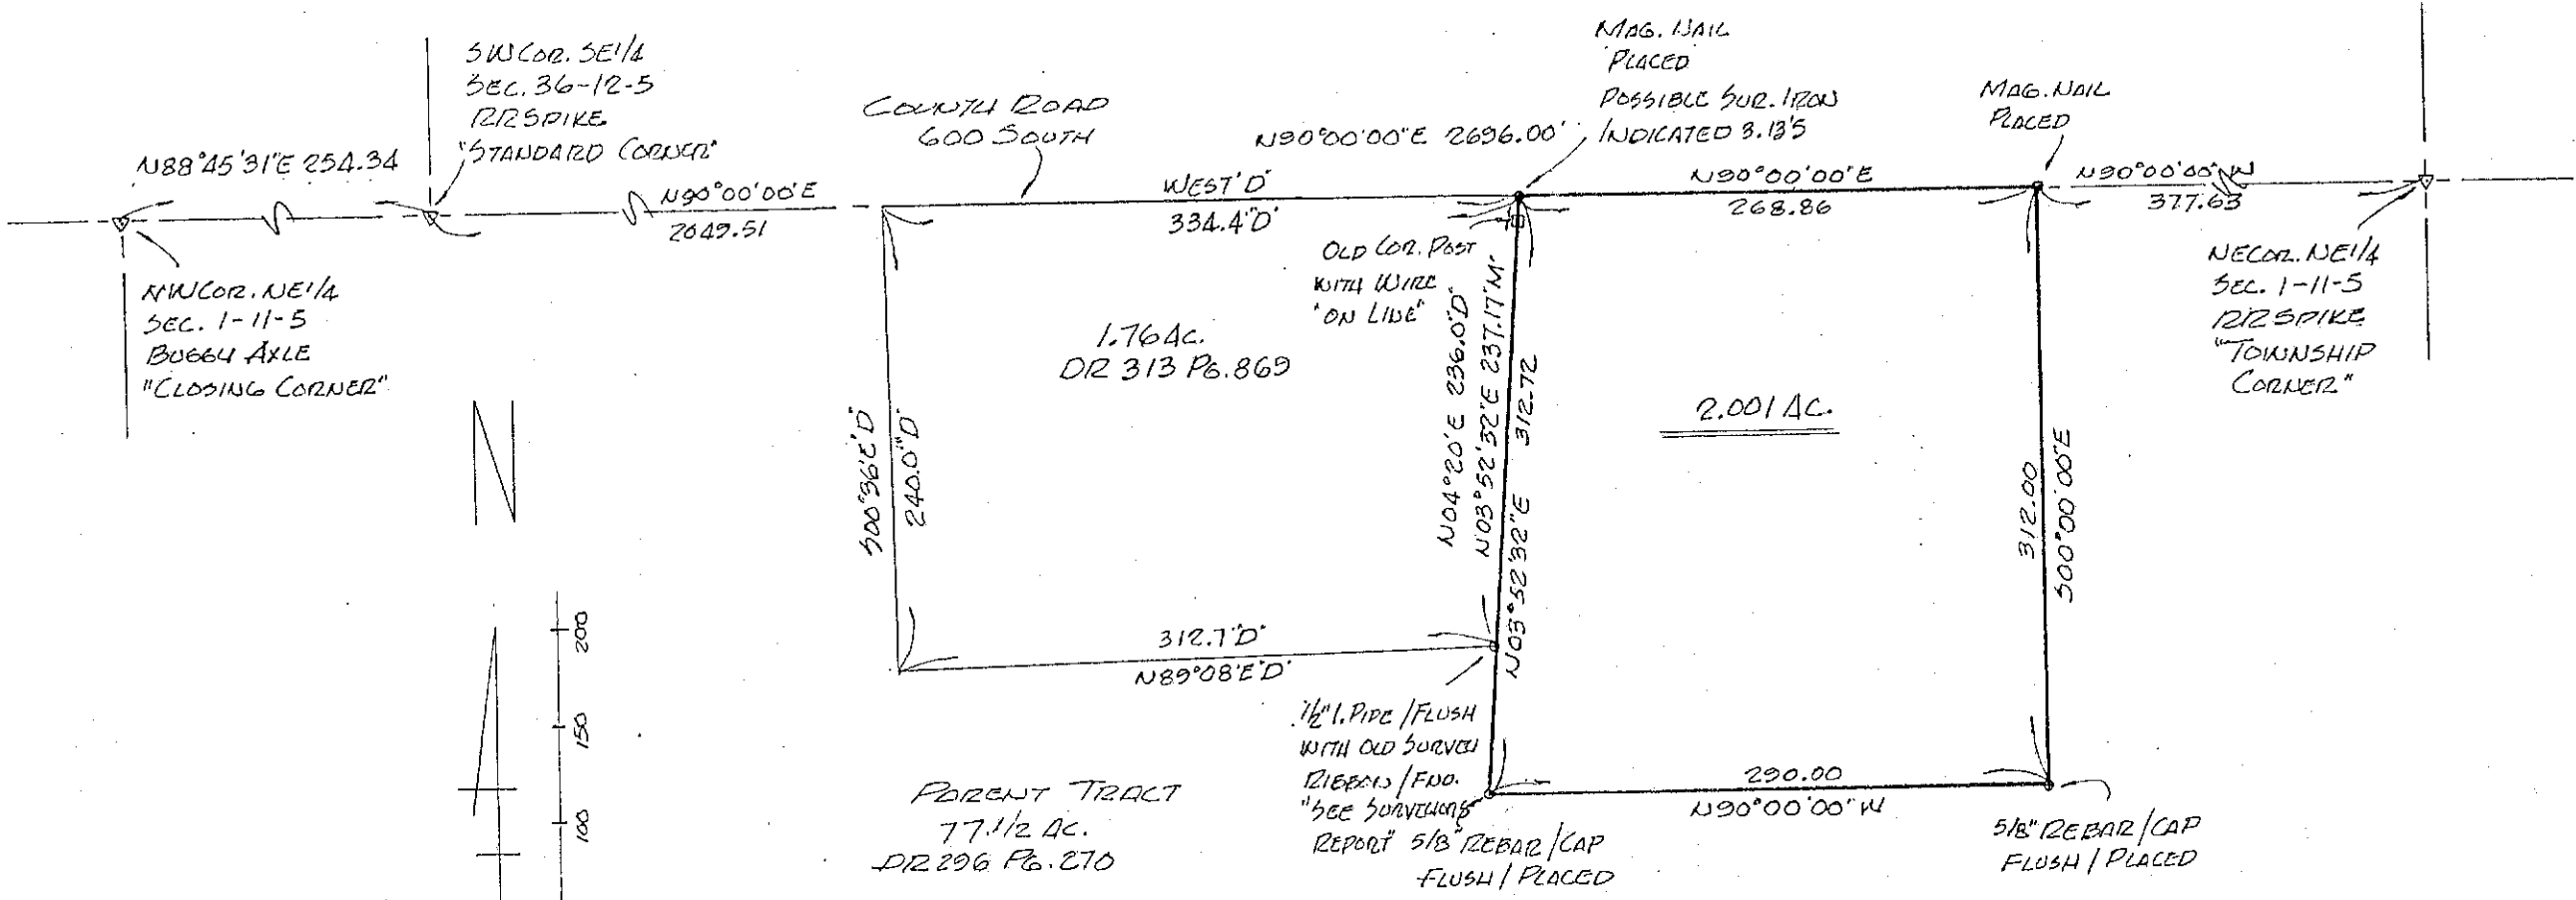 SW COR. SE1/4
SEC. 36-12-5
RR SPIKE
"STANDARD CORNER"
N88°45'31"E 254.34
COUNTY ROAD
600 SOUTH
N90°00'00"E 2696.00'
MAG. NAIL
PLACED
POSSIBLE SUR. IRON
INDICATED 3.13'S
MAG. NAIL
PLACED
N90°00'00"E
2049.51
WEST "D"
334.4' "D"
N90°00'00"E
268.86
N90°00'00"W
377.63
NW COR. NE1/4
SEC. 1-11-5
BUGGY AXLE
"CLOSING CORNER"
OLD COR. POST
WITH WIRE
"ON LINE"
NE COR. NE1/4
SEC. 1-11-5
RR SPIKE
"TOWNSHIP
CORNER"
1.76 AC.
DR 313 PG. 869
2.001 AC.
S00°36'E "D"
240.0' "D"
N04°20'E 236.0' "D"
N03°52'32"E 237.17 "M"
N03°52'32"E 312.72
312.00
S00°00'00"E
N
200
150
100
312.7' "D"
N89°08'E "D"
1/2" I. PIPE / FLUSH
WITH OLD SURVEY
RIBBON / FND.
"SEE SURVEYORS
REPORT"
PARENT TRACT
77 1/2 AC.
DR 296 PG. 270
290.00
N90°00'00"W
5/8" REBAR / CAP
FLUSH / PLACED
5/8" REBAR / CAP
FLUSH / PLACED